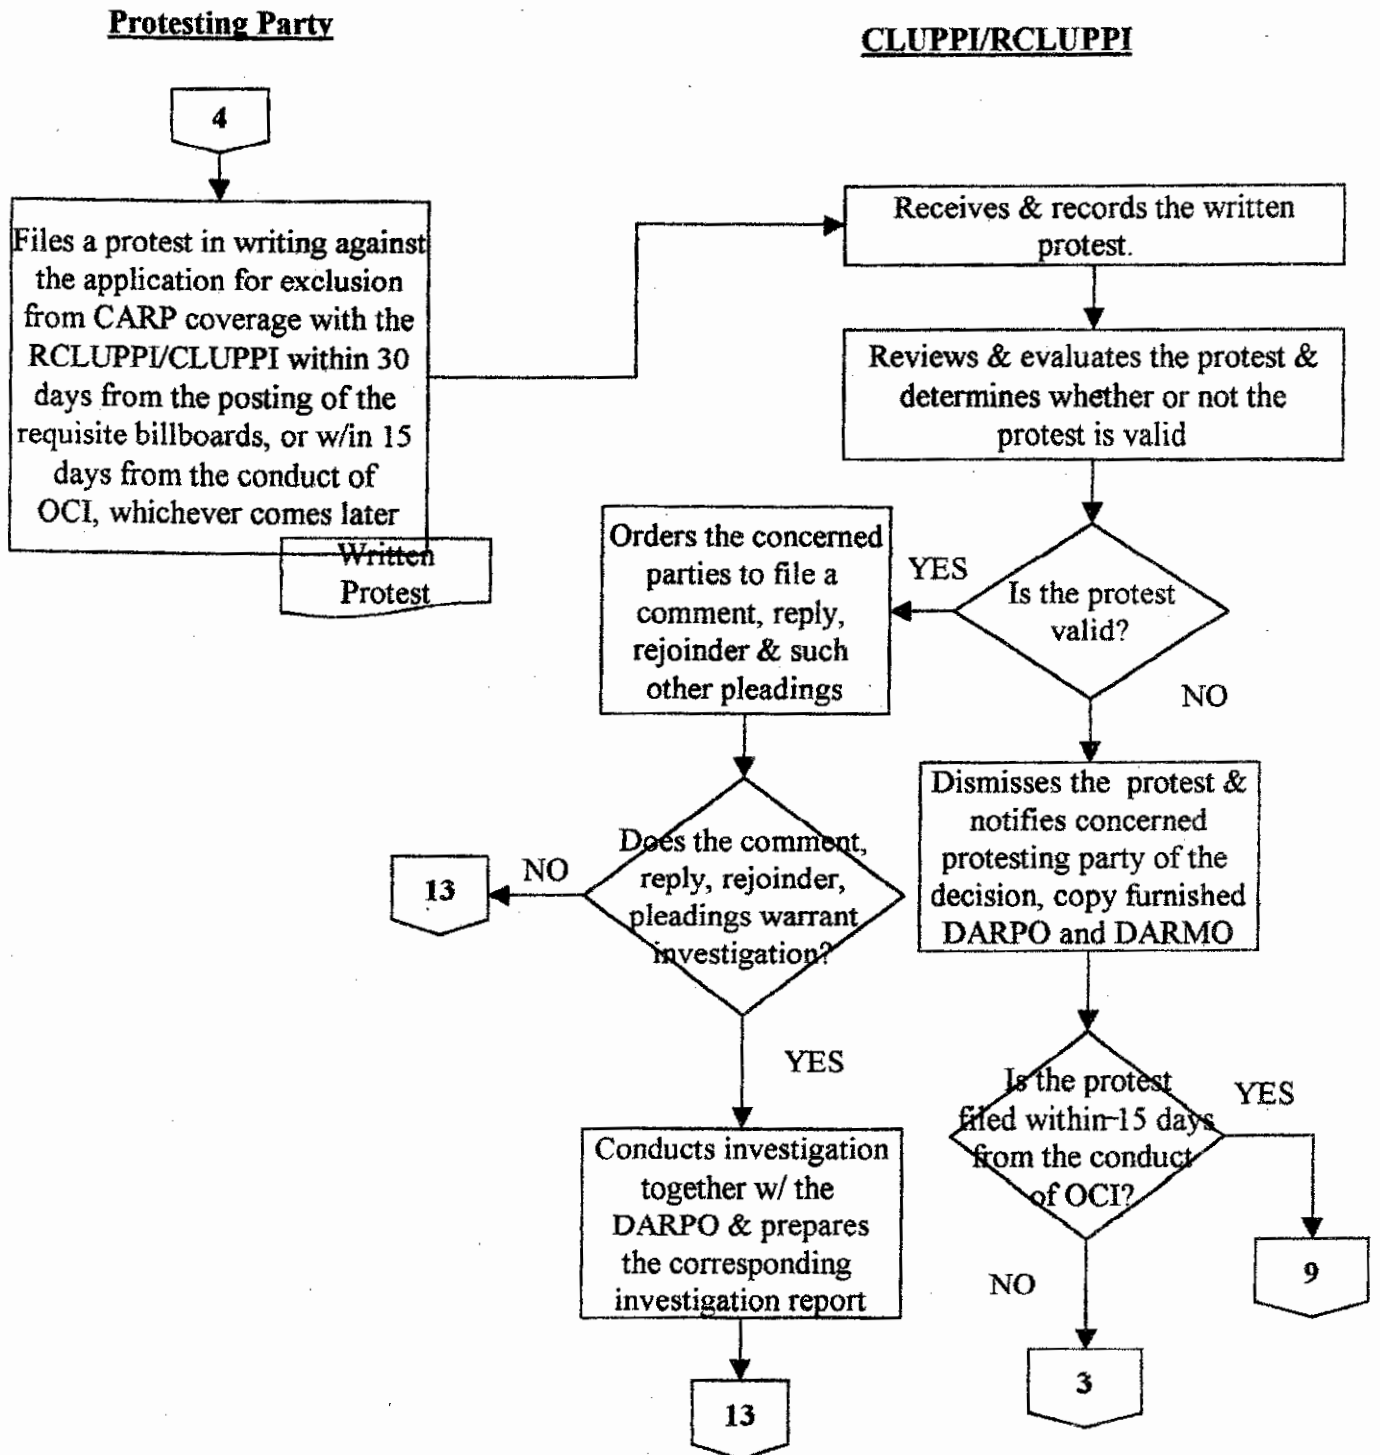 Protesting Party
CLUPPI/RCLUPPI
4
Files a protest in writing against
the application for exclusion
from CARP coverage with the
RCLUPPI/CLUPPI within 30
days from the posting of the
requisite billboards, or w/in 15
days from the conduct of
OCI, whichever comes later
Written
Protest
Receives & records the written
protest.
Reviews & evaluates the protest &
determines whether or not the
protest is valid
Is the protest
valid?
YES
NO
Orders the concerned
parties to file a
comment, reply,
rejoinder & such
other pleadings
Does the comment,
reply, rejoinder,
pleadings warrant
investigation?
NO
13
YES
Conducts investigation
together w/ the
DARPO & prepares
the corresponding
investigation report
13
Dismisses the protest &
notifies concerned
protesting party of the
decision, copy furnished
DARPO and DARMO
Is the protest
filed within 15 days
from the conduct
of OCI?
YES
9
NO
3